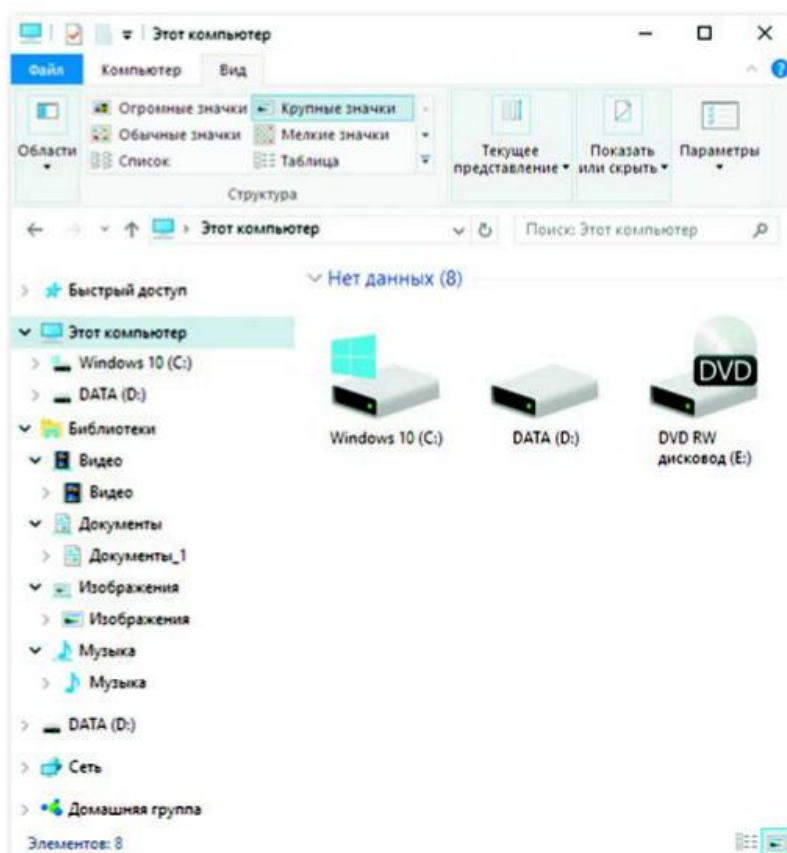 Этот компьютер
Файл Компьютер Вид
Области
Огромные значки Крупные значки
Обычные значки Мелкие значки
Список Таблица
Структура
Текущее представление
Показать или скрыть
Параметры
Этот компьютер
Поиск: Этот компьютер
Быстрый доступ
Этот компьютер
Windows 10 (C:)
DATA (D:)
Библиотеки
Видео
Видео
Документы
Документы_1
Изображения
Изображения
Музыка
Музыка
DATA (D:)
Сеть
Домашняя группа
Нет данных (8)
DVD
Windows 10 (C:)
DATA (D:)
DVD RW
дисковод (E:)
Элементов: 8